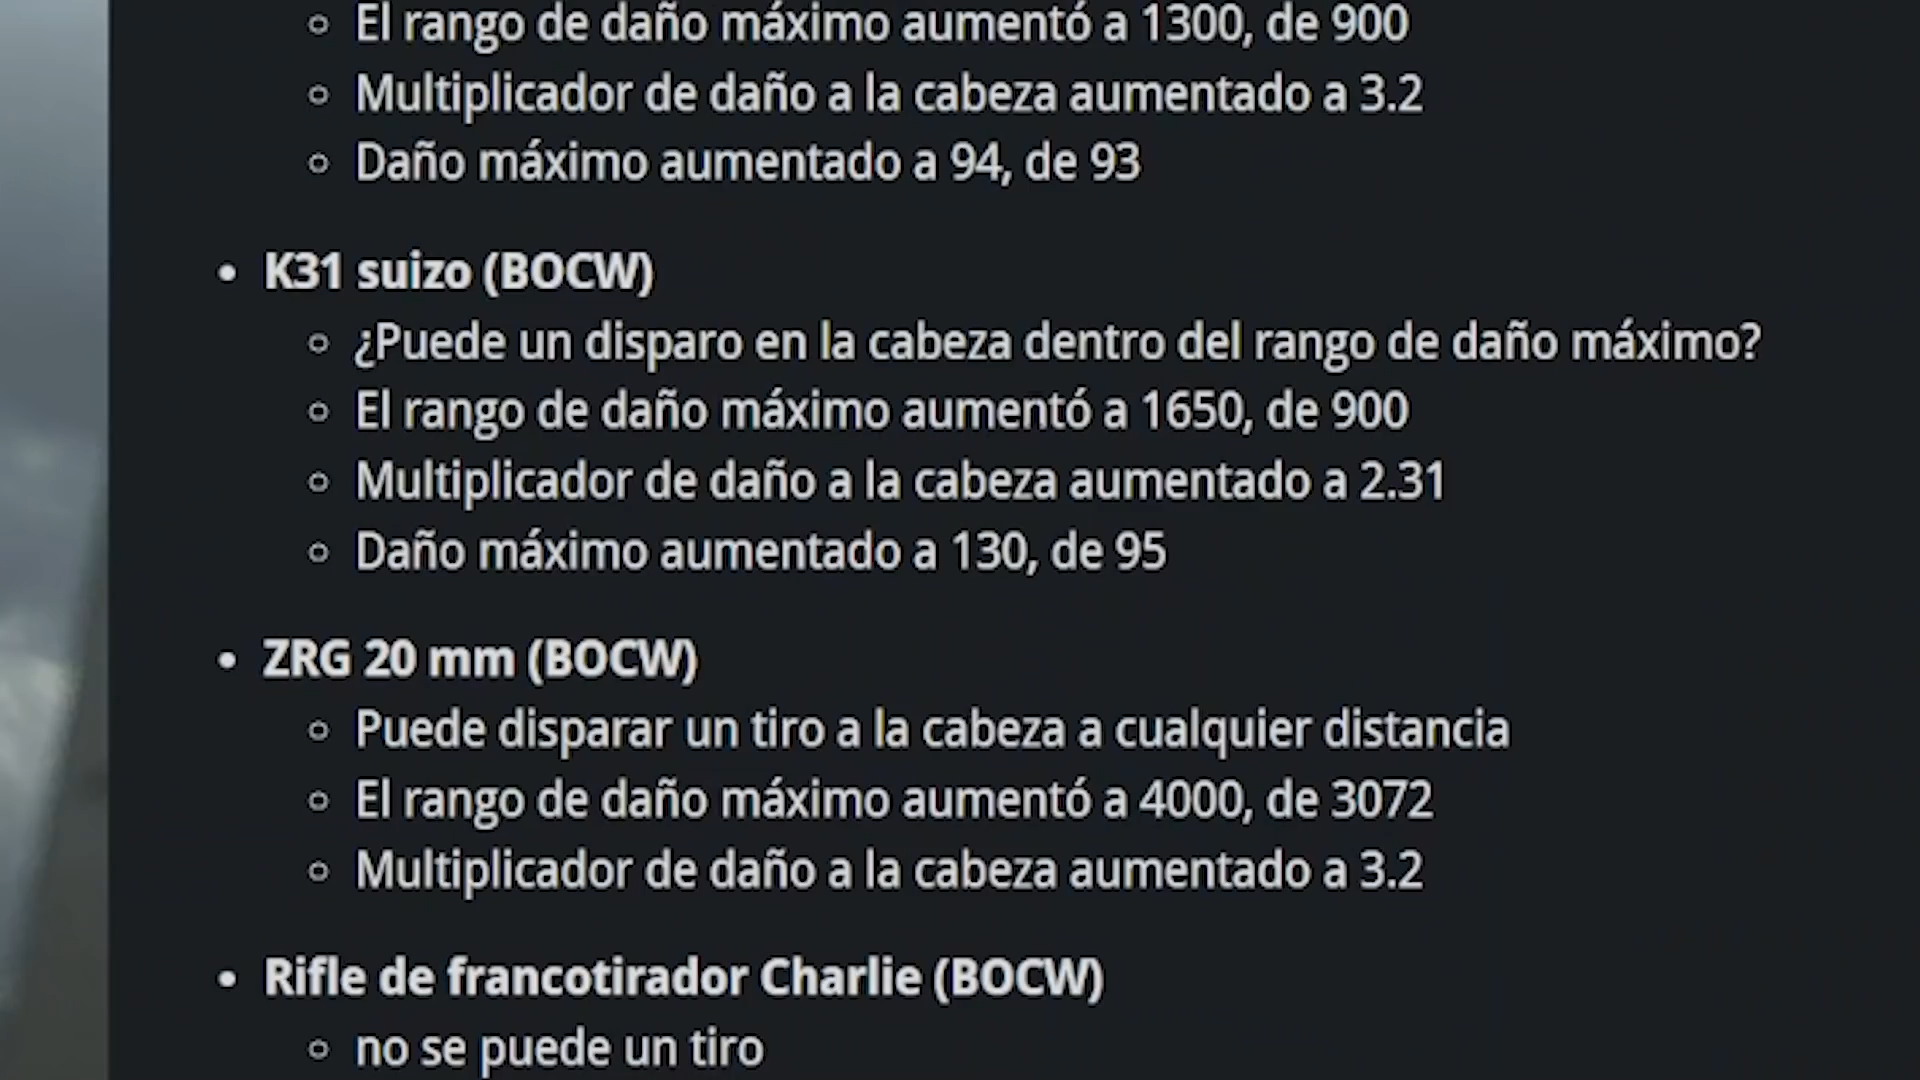 El rango de daño máximo aumentó a 1300, de 900
Multiplicador de daño a la cabeza aumentado a 3.2
Daño máximo aumentado a 94, de 93
K31 suizo (BOCW)
¿Puede un disparo en la cabeza dentro del rango de daño máximo?
El rango de daño máximo aumentó a 1650, de 900
Multiplicador de daño a la cabeza aumentado a 2.31
Daño máximo aumentado a 130, de 95
ZRG 20 mm (BOCW)
Puede disparar un tiro a la cabeza a cualquier distancia
El rango de daño máximo aumentó a 4000, de 3072
Multiplicador de daño a la cabeza aumentado a 3.2
Rifle de francotirador Charlie (BOCW)
no se puede un tiro